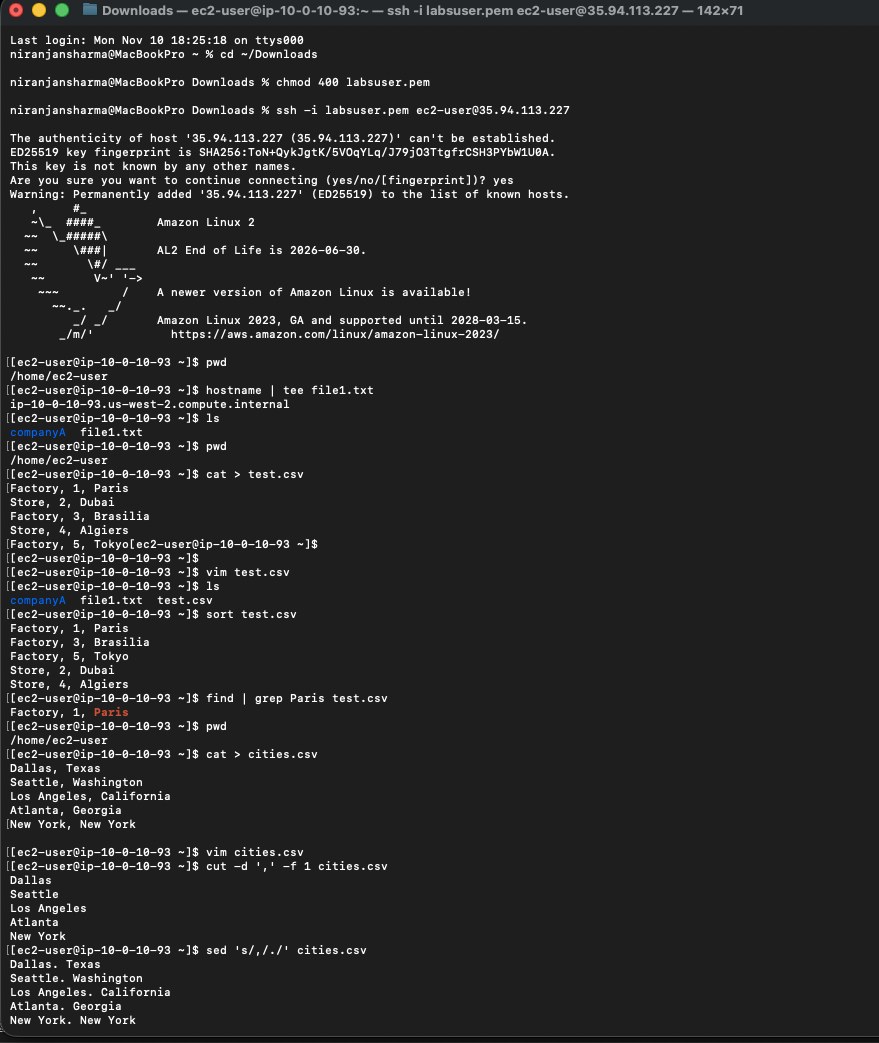 Downloads — ec2-user@ip-10-0-10-93:~ — ssh -i labsuser.pem ec2-user@35.94.113.227 — 142×71
Last login: Mon Nov 10 18:25:18 on ttys000
niranjansharma@MacBookPro ~ % cd ~/Downloads
niranjansharma@MacBookPro Downloads % chmod 400 labsuser.pem
niranjansharma@MacBookPro Downloads % ssh -i labsuser.pem ec2-user@35.94.113.227
The authenticity of host '35.94.113.227 (35.94.113.227)' can't be established.
ED25519 key fingerprint is SHA256:ToN+QykJgtK/5VOqYLq/J79jO3TtgfrCSH3PYbW1U0A.
This key is not known by any other names.
Are you sure you want to continue connecting (yes/no/[fingerprint])? yes
Warning: Permanently added '35.94.113.227' (ED25519) to the list of known hosts.
   ,     #_
   ~\_  ####_        Amazon Linux 2
  ~~  \_#####\
  ~~     \###|       AL2 End of Life is 2026-06-30.
  ~~       \#/ ___
   ~~       V~' '->
    ~~~         /    A newer version of Amazon Linux is available!
      ~~._.   _/
         _/ _/       Amazon Linux 2023, GA and supported until 2028-03-15.
       _/m/'           https://aws.amazon.com/linux/amazon-linux-2023/
[[ec2-user@ip-10-0-10-93 ~]$ pwd
/home/ec2-user
[[ec2-user@ip-10-0-10-93 ~]$ hostname | tee file1.txt
ip-10-0-10-93.us-west-2.compute.internal
[[ec2-user@ip-10-0-10-93 ~]$ ls
companyA  file1.txt
[[ec2-user@ip-10-0-10-93 ~]$ pwd
/home/ec2-user
[[ec2-user@ip-10-0-10-93 ~]$ cat > test.csv
[Factory, 1, Paris
Store, 2, Dubai
Factory, 3, Brasilia
Store, 4, Algiers
[Factory, 5, Tokyo[ec2-user@ip-10-0-10-93 ~]$
[[ec2-user@ip-10-0-10-93 ~]$
[[ec2-user@ip-10-0-10-93 ~]$ vim test.csv
[[ec2-user@ip-10-0-10-93 ~]$ ls
companyA  file1.txt  test.csv
[[ec2-user@ip-10-0-10-93 ~]$ sort test.csv
Factory, 1, Paris
Factory, 3, Brasilia
Factory, 5, Tokyo
Store, 2, Dubai
Store, 4, Algiers
[[ec2-user@ip-10-0-10-93 ~]$ find | grep Paris test.csv
Factory, 1, Paris
[[ec2-user@ip-10-0-10-93 ~]$ pwd
/home/ec2-user
[[ec2-user@ip-10-0-10-93 ~]$ cat > cities.csv
Dallas, Texas
Seattle, Washington
Los Angeles, California
Atlanta, Georgia
[New York, New York
[[ec2-user@ip-10-0-10-93 ~]$ vim cities.csv
[[ec2-user@ip-10-0-10-93 ~]$ cut -d ',' -f 1 cities.csv
Dallas
Seattle
Los Angeles
Atlanta
New York
[[ec2-user@ip-10-0-10-93 ~]$ sed 's/,/./' cities.csv
Dallas. Texas
Seattle. Washington
Los Angeles. California
Atlanta. Georgia
New York. New York